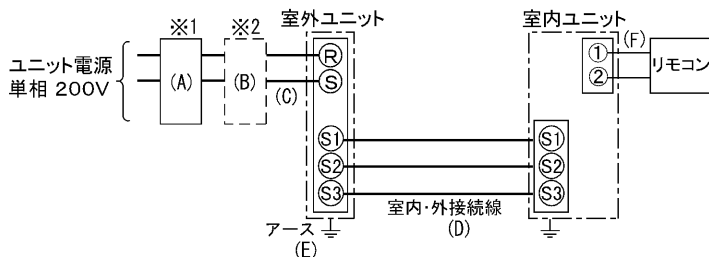 ※1
※2
室外ユニット
室内ユニット
ユニット電源
単相 200V
(A)
(B)
(C)
R
S
①
②
(F)
リモコン
S1
S2
S3
S1
S2
S3
室内・外接続線
(D)
アース
(E)